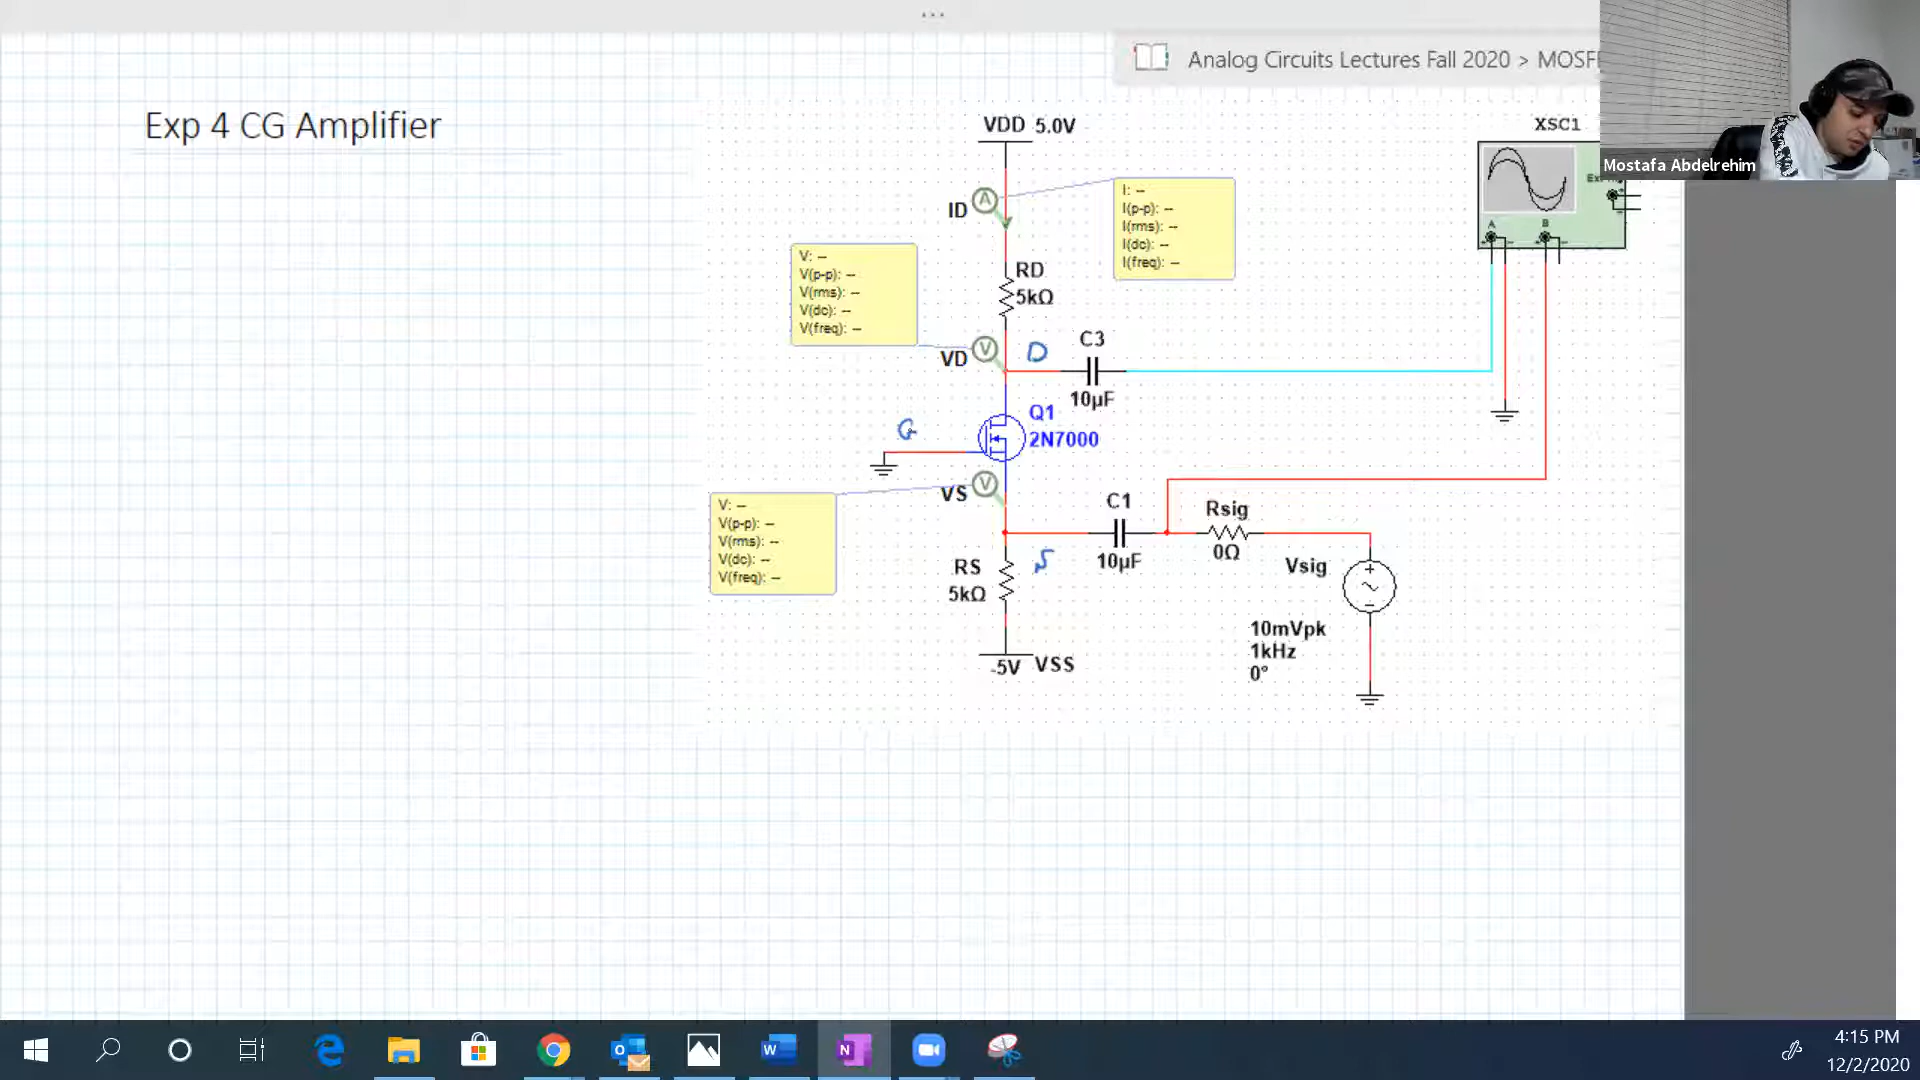 ...
Analog Circuits Lectures Fall 2020 > MOSF
Exp 4 CG Amplifier
VDD 5.0V
XSC1
Mostafa Abdelrehim
ID
A
I: --
I(p-p): --
I(rms): --
I(dc): --
I(freq): --
A
B
V: --
V(p-p): --
V(rms): --
V(dc): --
V(freq): --
RD
5kΩ
VD
V
D
C3
10µF
G
Q1
2N7000
VS
V
V: --
V(p-p): --
V(rms): --
V(dc): --
V(freq): --
C1
10µF
Rsig
0Ω
S
RS
5kΩ
Vsig
10mVpk
1kHz
0°
-5V VSS
4:15 PM
12/2/2020